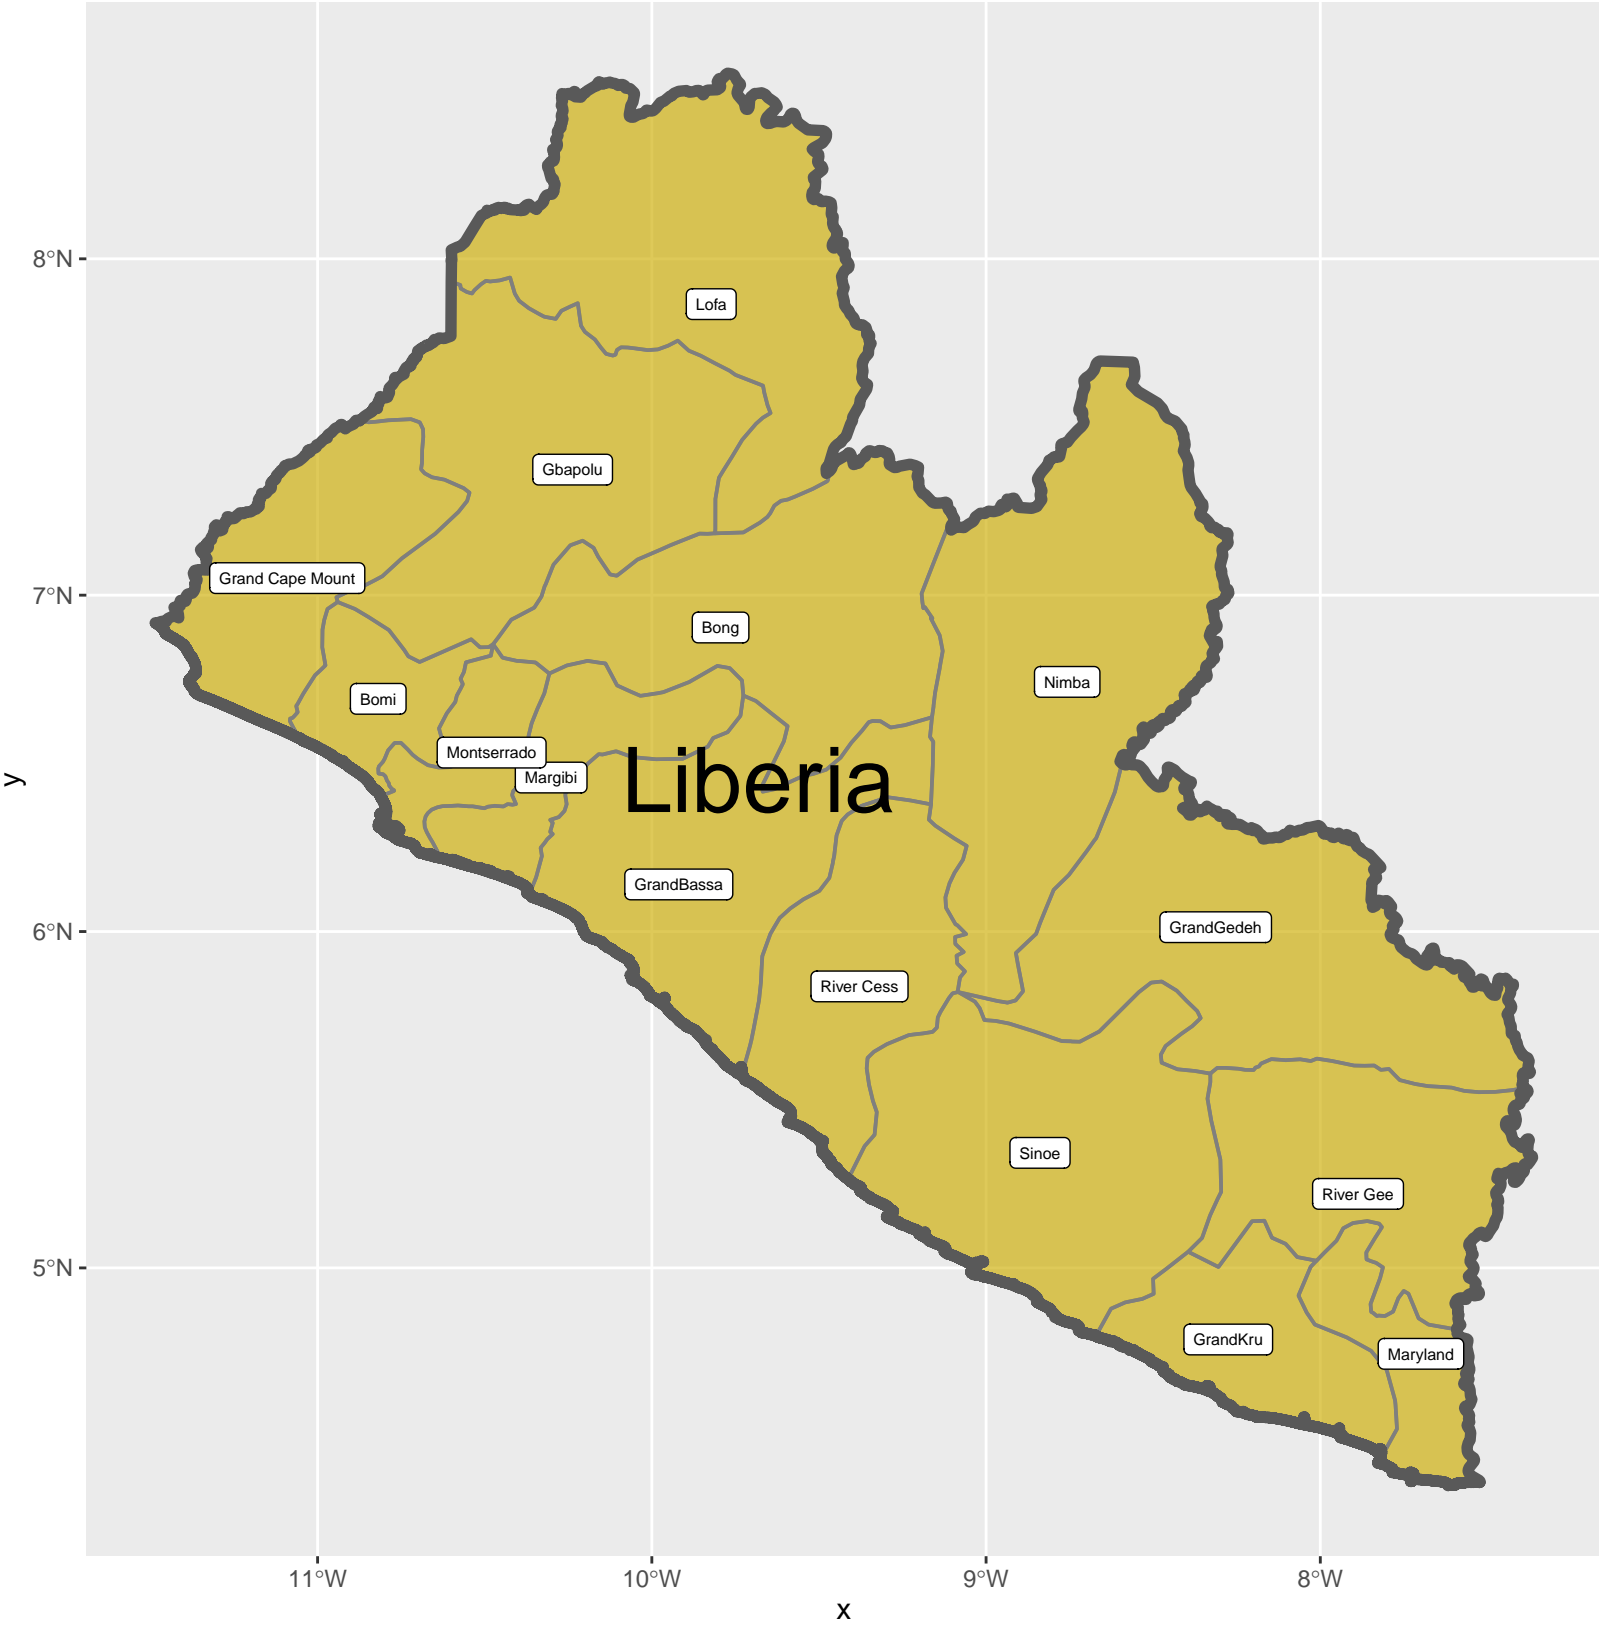 8°N
Lofa
Gbapolu
7°N
Grand Cape Mount
Bong
Nimba
Bomi
Montserrado
Margibi
Liberia
y
GrandBassa
6°N
GrandGedeh
River Cess
Sinoe
River Gee
5°N
GrandKru
Maryland
11°W 10°W 9°W 8°W
x